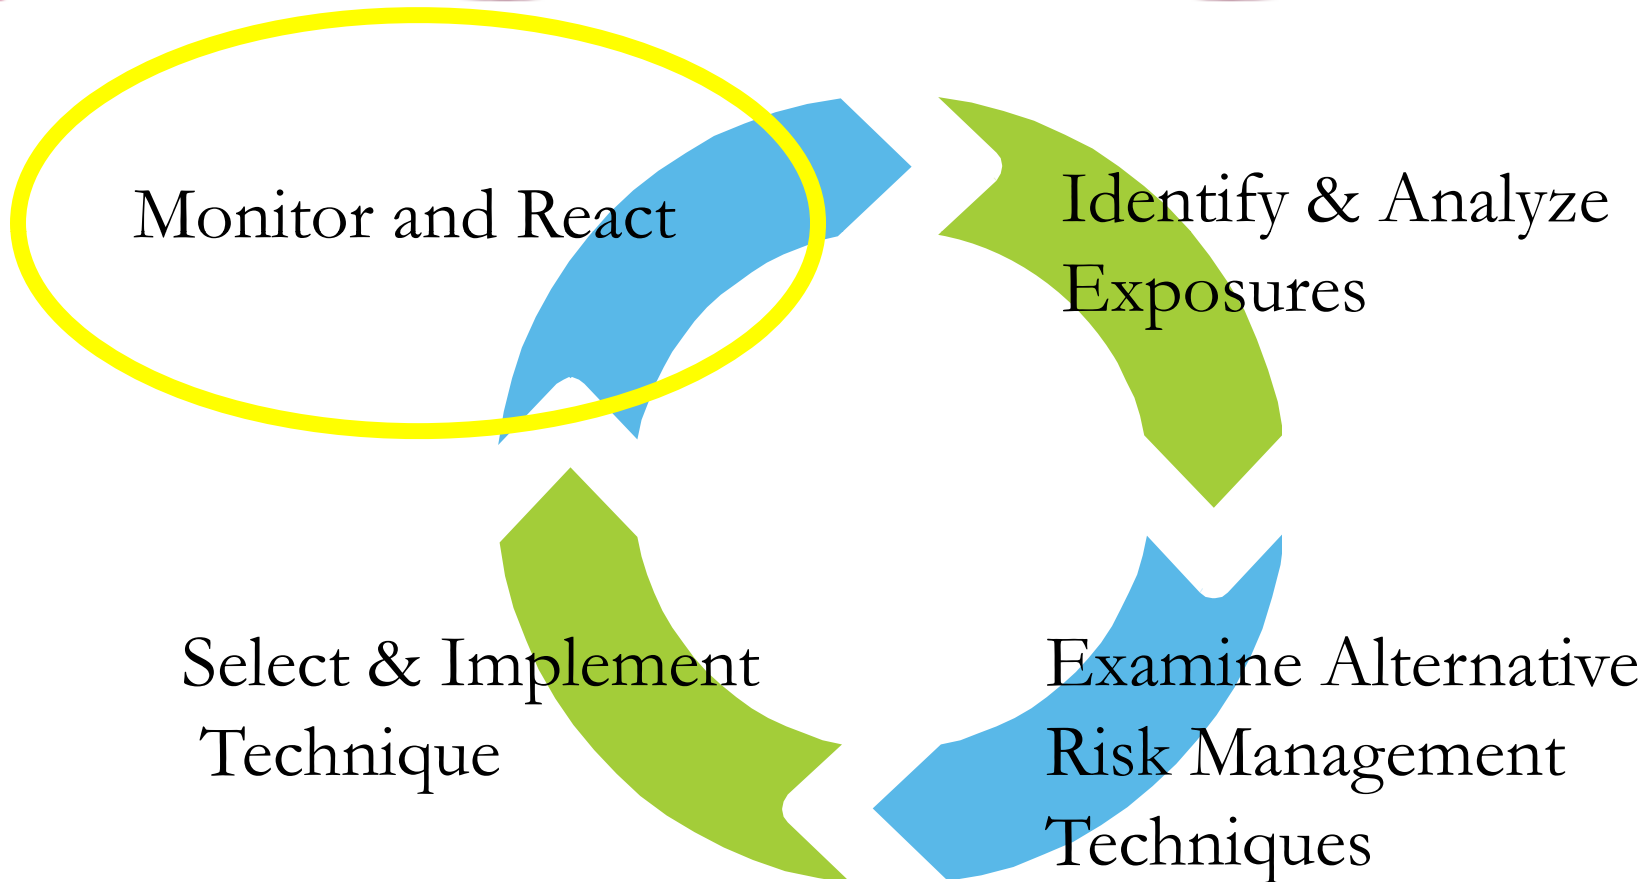 Monitor and React
Identify & Analyze
Exposures
Select & Implement
Technique
Examine Alternative
Risk Management
Techniques